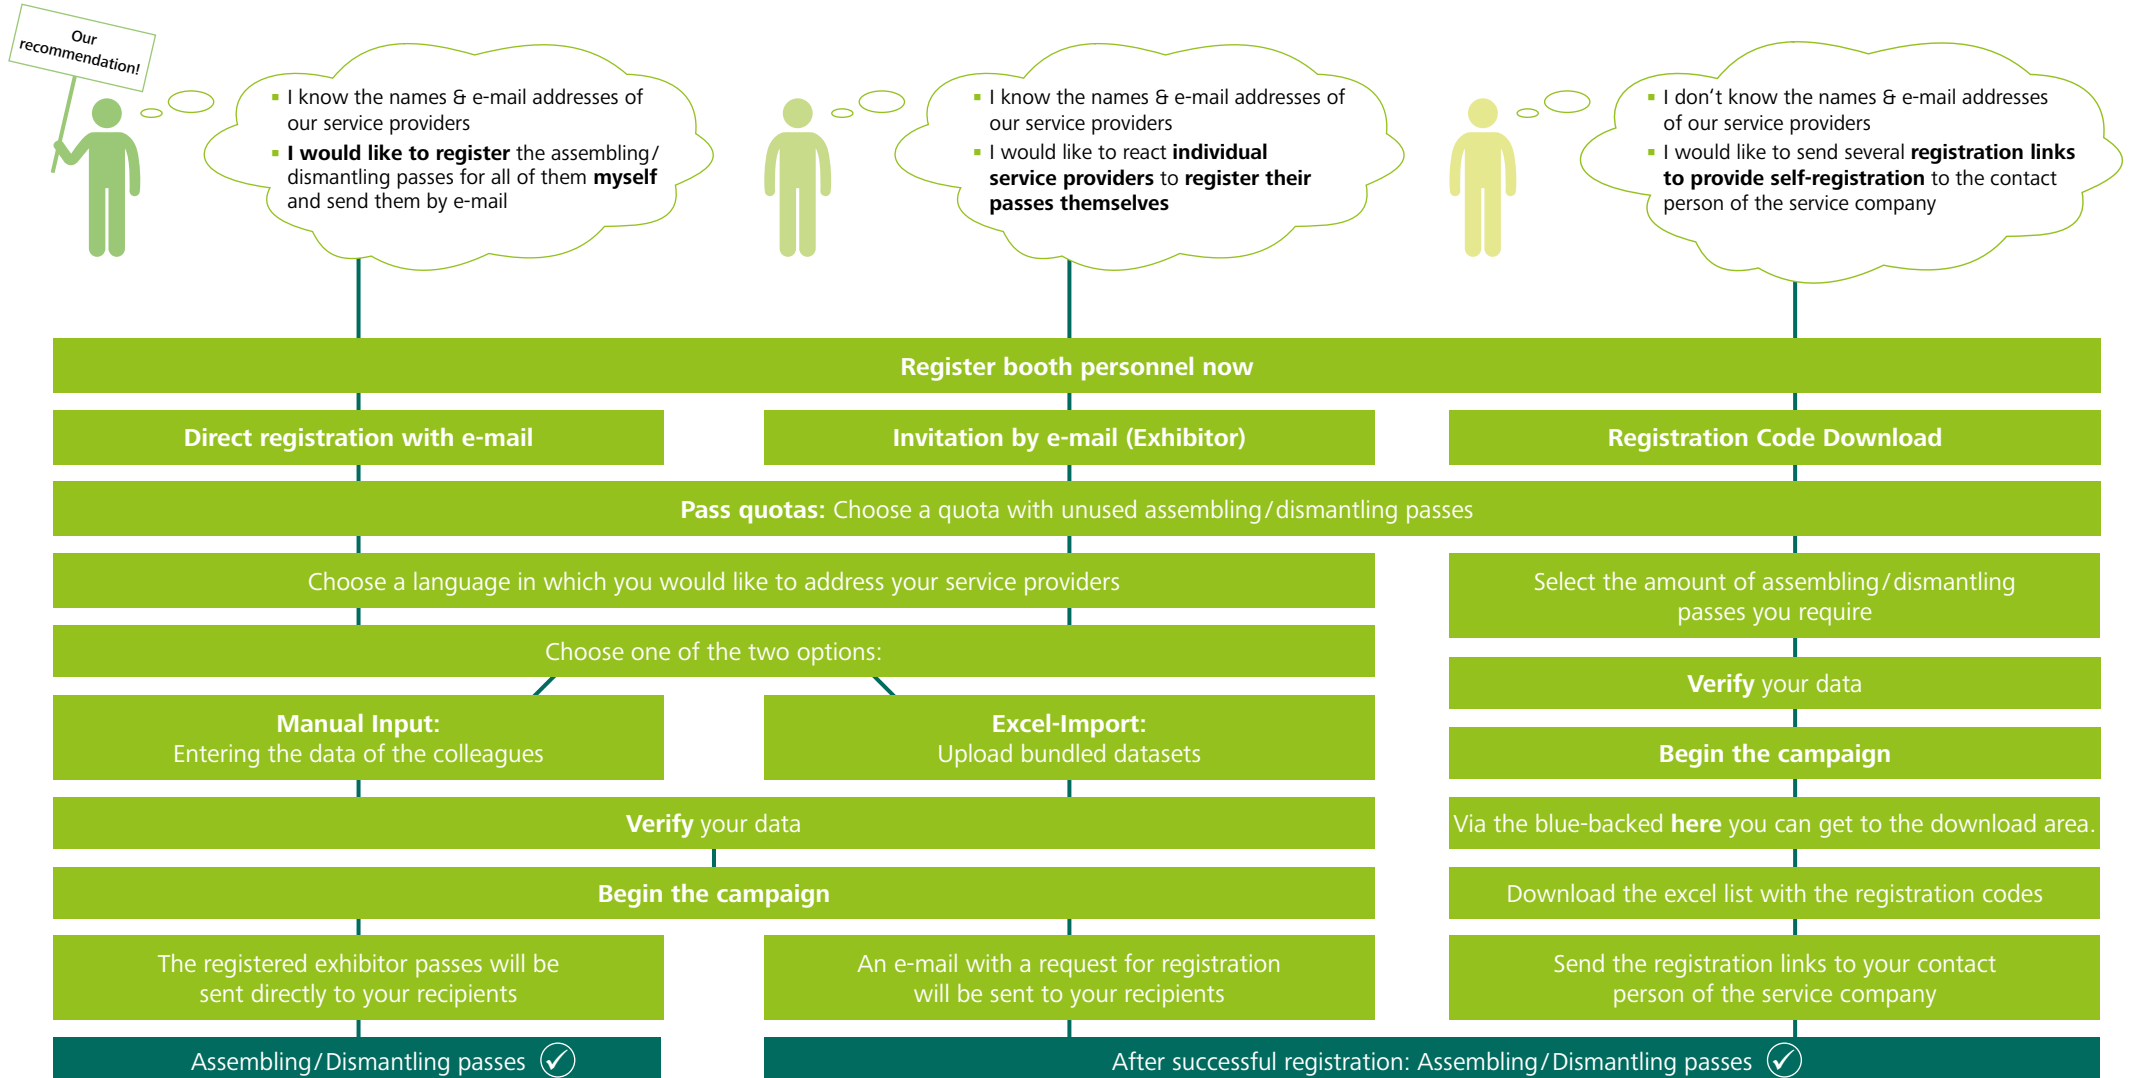 Our
recommendation!
▪ I know the names & e-mail addresses of
our service providers
▪ I would like to register the assembling/
dismantling passes for all of them myself
and send them by e-mail
▪ I know the names & e-mail addresses of
our service providers
▪ I would like to react individual
service providers to register their
passes themselves
▪ I don‘t know the names & e-mail addresses
of our service providers
▪ I would like to send several registration links
to provide self-registration to the contact
person of the service company
Register booth personnel now
Direct registration with e-mail
Invitation by e-mail (Exhibitor)
Registration Code Download
Pass quotas: Choose a quota with unused assembling/dismantling passes
Choose a language in which you would like to address your service providers
Choose one of the two options:
Manual Input:
Entering the data of the colleagues
Excel-Import:
Upload bundled datasets
Verify your data
Begin the campaign
The registered exhibitor passes will be
sent directly to your recipients
An e-mail with a request for registration
will be sent to your recipients
Select the amount of assembling/dismantling
passes you require
Verify your data
Begin the campaign
Via the blue-backed here you can get to the download area.
Download the excel list with the registration codes
Send the registration links to your contact
person of the service company
Assembling/Dismantling passes
After successful registration: Assembling/Dismantling passes